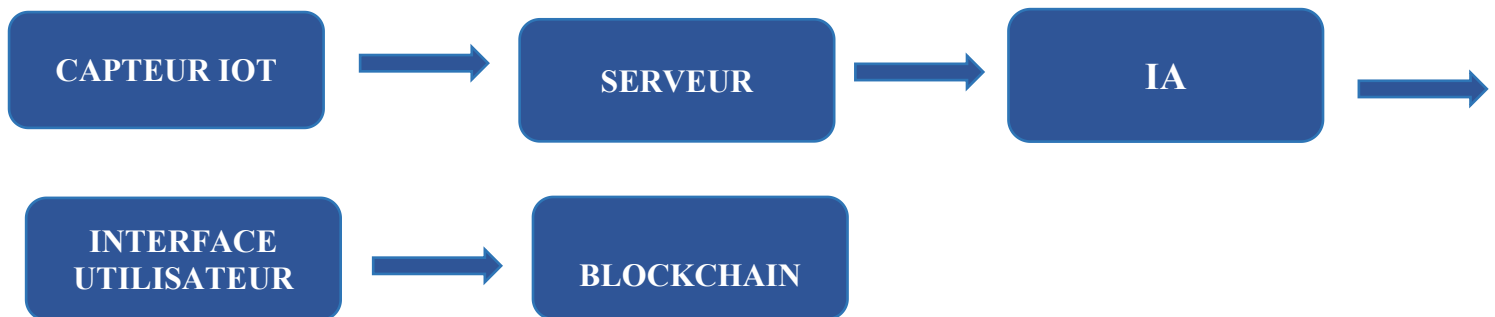 CAPTEUR IOT
SERVEUR
IA
INTERFACE
UTILISATEUR
BLOCKCHAIN